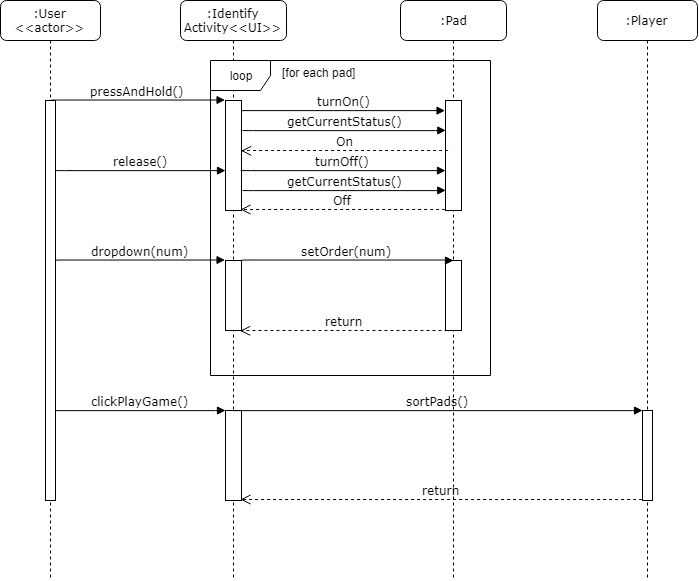 :User
<<actor>>
:Identify
Activity<<UI>>
:Pad
:Player
loop
[for each pad]
pressAndHold()
turnOn()
getCurrentStatus()
On
release()
turnOff()
getCurrentStatus()
Off
dropdown(num)
setOrder(num)
return
clickPlayGame()
sortPads()
return